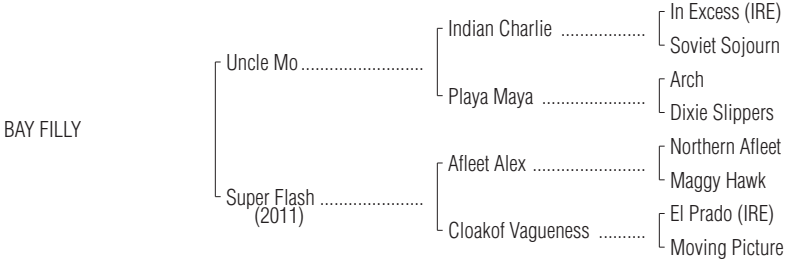 In Excess (IRE)
Indian Charlie ...................
Soviet Sojourn
Uncle Mo ...........................
Arch
Playa Maya .......................
Dixie Slippers
BAY FILLY
Northern Afleet
Afleet Alex .........................
Maggy Hawk
Super Flash .......................
(2011)
El Prado (IRE)
Cloakof Vagueness ..........
Moving Picture